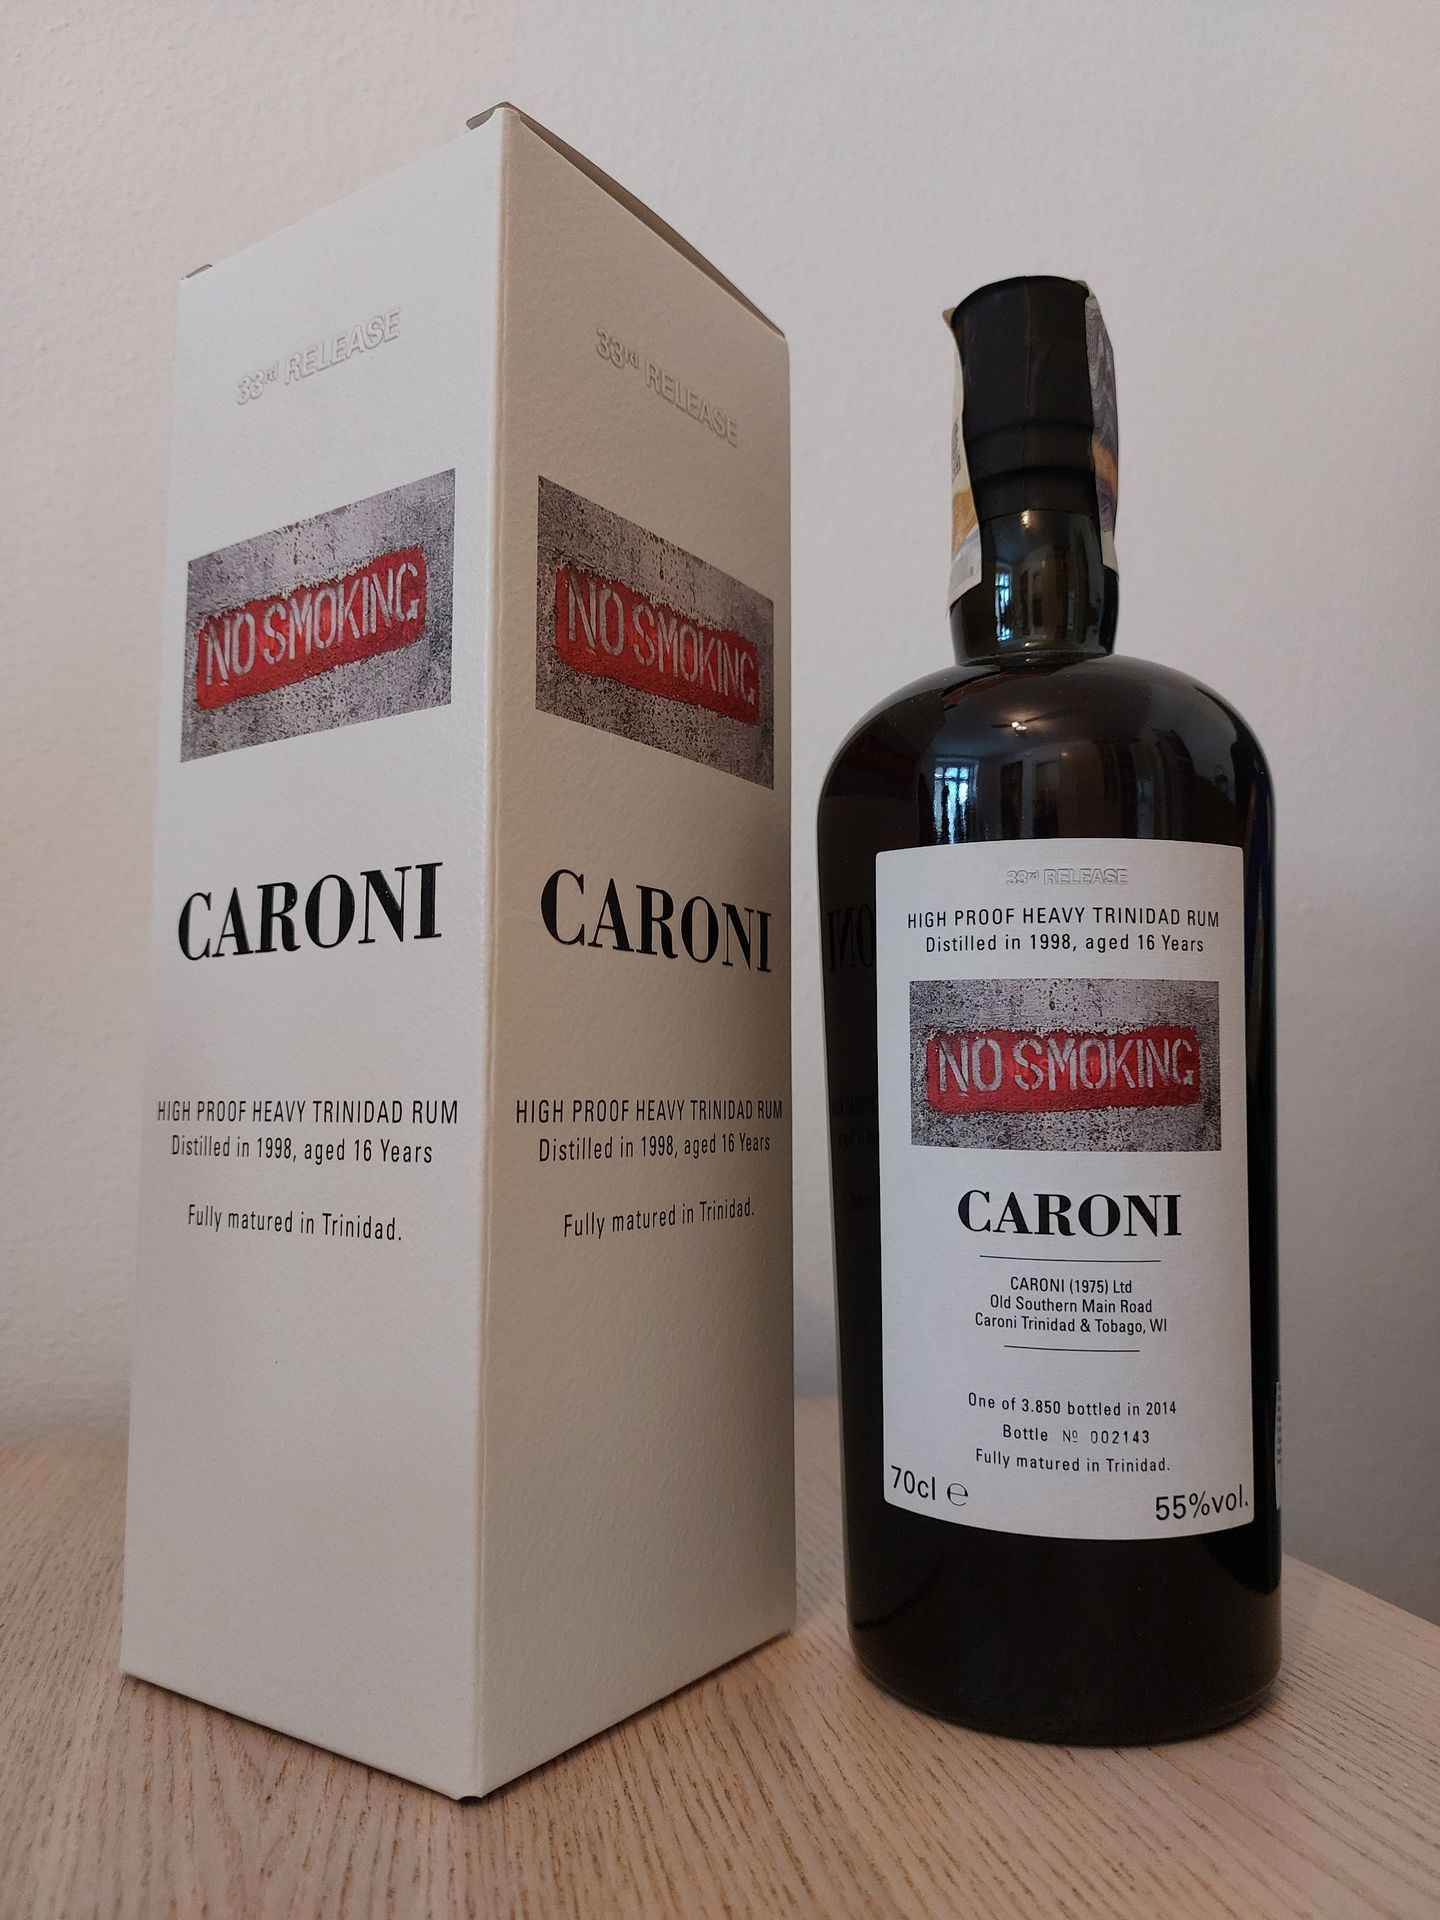 33rd RELEASE
NO SMOKING
CARONI
HIGH PROOF HEAVY TRINIDAD RUM
Distilled in 1998, aged 16 Years
Fully matured in Trinidad.
33rd RELEASE
NO SMOKING
CARONI
HIGH PROOF HEAVY TRINIDAD RUM
Distilled in 1998, aged 16 Years
Fully matured in Trinidad.
33rd RELEASE
HIGH PROOF HEAVY TRINIDAD RUM
Distilled in 1998, aged 16 Years
NO SMOKING
CARONI
CARONI (1975) Ltd
Old Southern Main Road
Caroni Trinidad & Tobago, WI
One of 3.850 bottled in 2014
Bottle Nº 002143
Fully matured in Trinidad.
70cl ℮
55%vol.